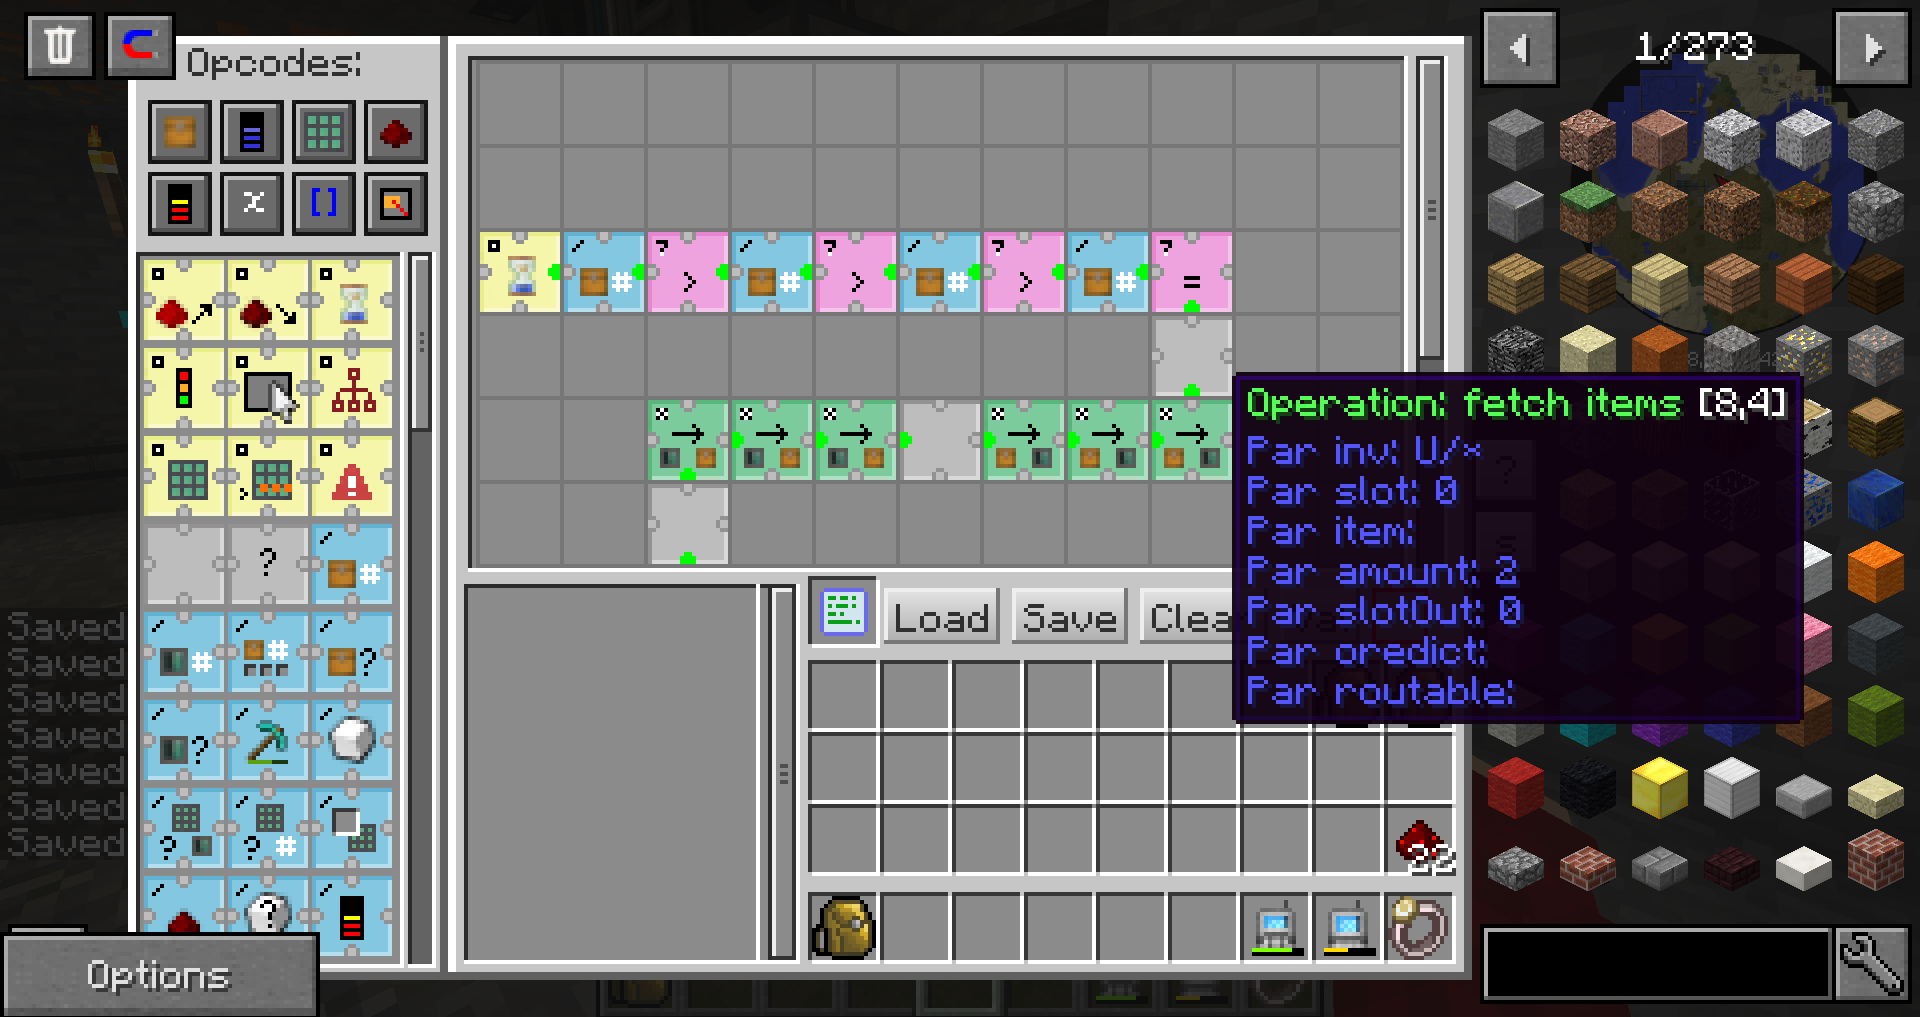 Opcodes:
1/273
Operation: fetch items [8,4]
Par inv: U/×
Par slot: 0
Par item:
Par amount: 2
Par slotOut: 0
Par oredict:
Par routable:
Saved
Saved
Saved
Saved
Saved
Saved
Saved
Load
Save
Clea
22
Options